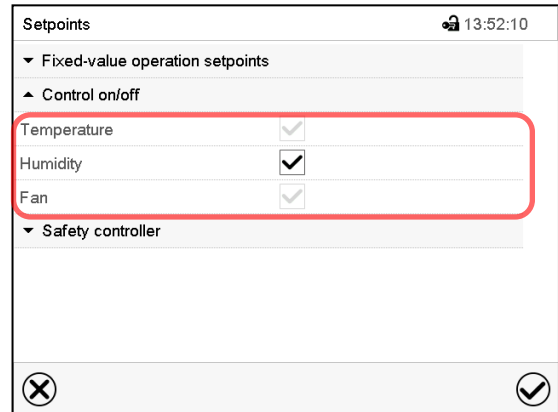 Setpoints 13:52:10
Fixed-value operation setpoints
Control on/off
Temperature
Humidity
Fan
Safety controller